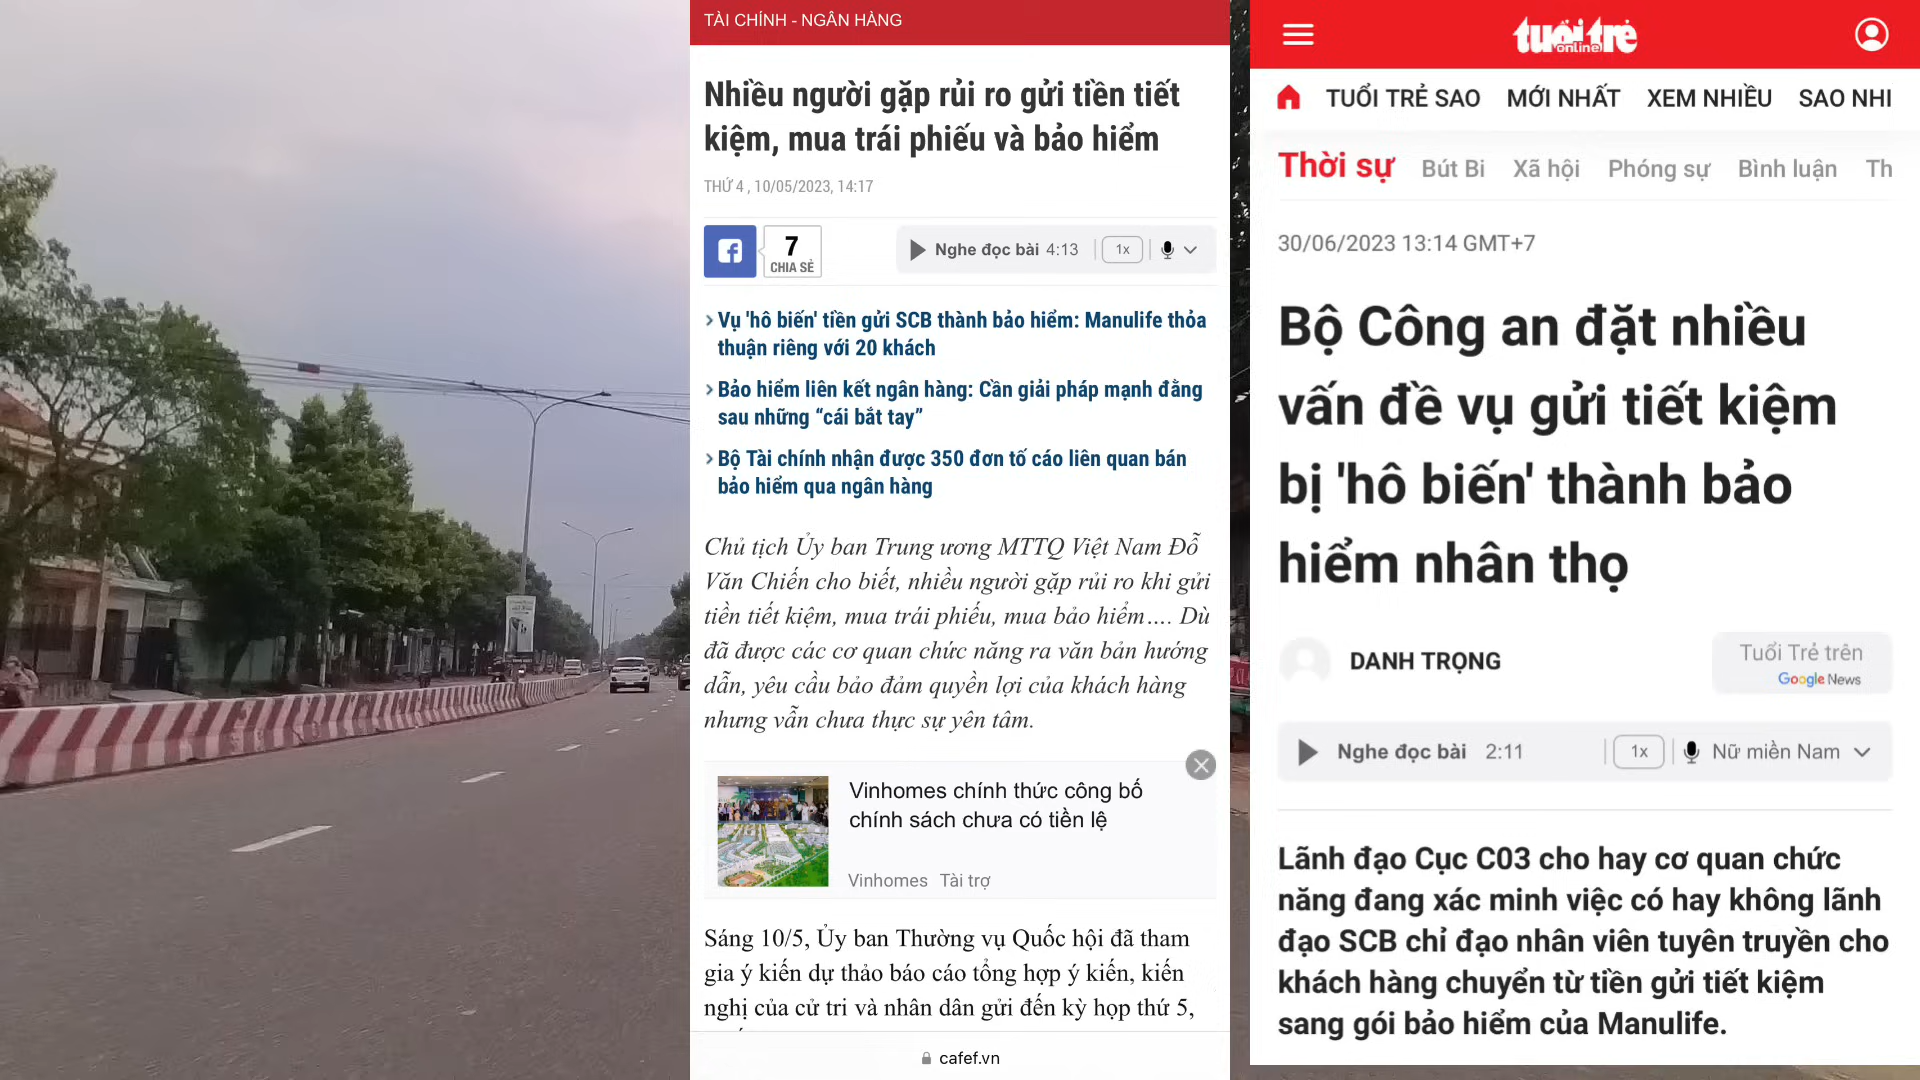 TÀI CHÍNH - NGÂN HÀNG
Nhiều người gặp rủi ro gửi tiền tiết
kiệm, mua trái phiếu và bảo hiểm
THỨ 4 , 10/05/2023, 14:17
7
CHIA SẺ
Nghe đọc bài 4:13
1x
Vụ 'hô biến' tiền gửi SCB thành bảo hiểm: Manulife thỏa
thuận riêng với 20 khách
Bảo hiểm liên kết ngân hàng: Cần giải pháp mạnh đằng
sau những “cái bắt tay”
Bộ Tài chính nhận được 350 đơn tố cáo liên quan bán
bảo hiểm qua ngân hàng
Chủ tịch Ủy ban Trung ương MTTQ Việt Nam Đỗ
Văn Chiến cho biết, nhiều người gặp rủi ro khi gửi
tiền tiết kiệm, mua trái phiếu, mua bảo hiểm…. Dù
đã được các cơ quan chức năng ra văn bản hướng
dẫn, yêu cầu bảo đảm quyền lợi của khách hàng
nhưng vẫn chưa thực sự yên tâm.
Vinhomes chính thức công bố
chính sách chưa có tiền lệ
Vinhomes Tài trợ
Sáng 10/5, Ủy ban Thường vụ Quốc hội đã tham
gia ý kiến dự thảo báo cáo tổng hợp ý kiến, kiến
nghị của cử tri và nhân dân gửi đến kỳ họp thứ 5,
cafef.vn
tuổi trẻ
online
TUỔI TRẺ SAO MỚI NHẤT XEM NHIỀU SAO NHI
Thời sự Bút Bi Xã hội Phóng sự Bình luận Th
30/06/2023 13:14 GMT+7
Bộ Công an đặt nhiều
vấn đề vụ gửi tiết kiệm
bị 'hô biến' thành bảo
hiểm nhân thọ
DANH TRỌNG
Tuổi Trẻ trên
Google News
Nghe đọc bài 2:11
1x
Nữ miền Nam
Lãnh đạo Cục C03 cho hay cơ quan chức
năng đang xác minh việc có hay không lãnh
đạo SCB chỉ đạo nhân viên tuyên truyền cho
khách hàng chuyển từ tiền gửi tiết kiệm
sang gói bảo hiểm của Manulife.